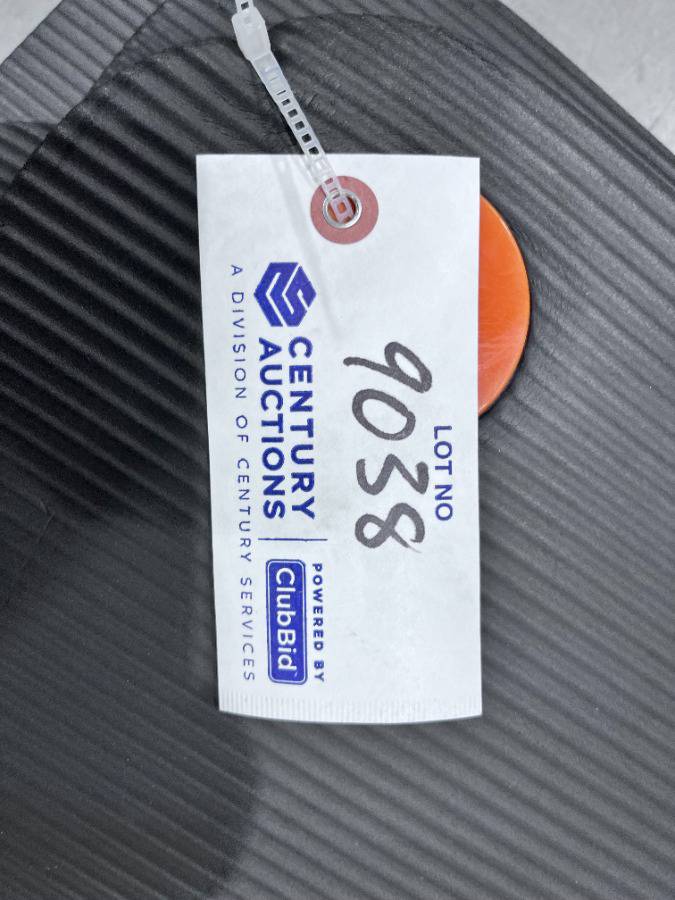 LOT NO
9038
CENTURY
AUCTIONS
A DIVISION OF CENTURY SERVICES
POWERED BY
ClubBid